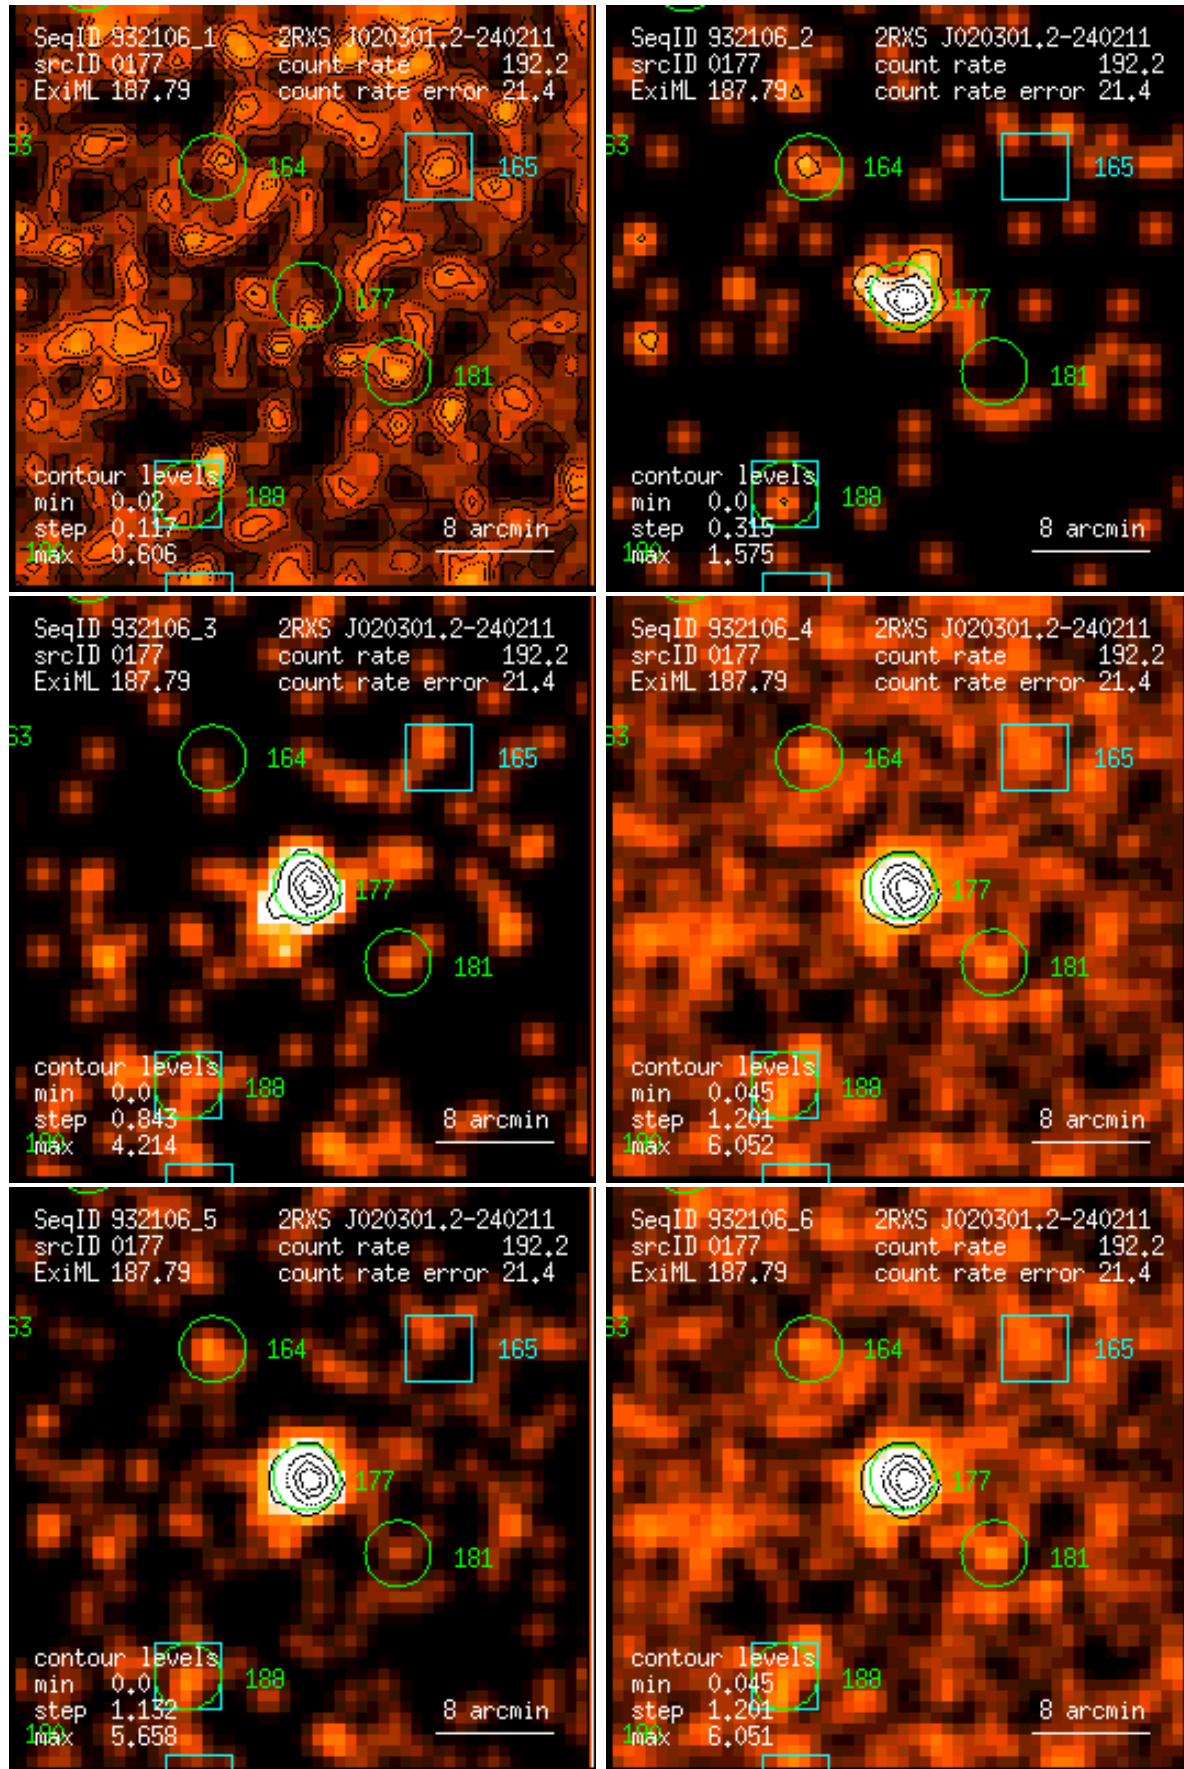 SeqID 932106_1 2RXS J020301.2-240211
srcID 0177 count rate 192.2
ExiML 187.79 count rate error 21.4
63
164
165
177
181
contour levels
min 0.02
188
step 0.117
8 arcmin
190
max 0.606
SeqID 932106_2 2RXS J020301.2-240211
srcID 0177 count rate 192.2
ExiML 187.79 count rate error 21.4
63
164
165
177
181
contour levels
min 0.0
188
step 0.315
8 arcmin
190
max 1.575
SeqID 932106_3 2RXS J020301.2-240211
srcID 0177 count rate 192.2
ExiML 187.79 count rate error 21.4
63
164
165
177
181
contour levels
min 0.0
188
step 0.843
8 arcmin
190
max 4.214
SeqID 932106_4 2RXS J020301.2-240211
srcID 0177 count rate 192.2
ExiML 187.79 count rate error 21.4
63
164
165
177
181
contour levels
min 0.045
188
step 1.201
8 arcmin
190
max 6.052
SeqID 932106_5 2RXS J020301.2-240211
srcID 0177 count rate 192.2
ExiML 187.79 count rate error 21.4
63
164
165
177
181
contour levels
min 0.0
188
step 1.132
8 arcmin
190
max 5.658
SeqID 932106_6 2RXS J020301.2-240211
srcID 0177 count rate 192.2
ExiML 187.79 count rate error 21.4
63
164
165
177
181
contour levels
min 0.045
188
step 1.201
8 arcmin
190
max 6.051